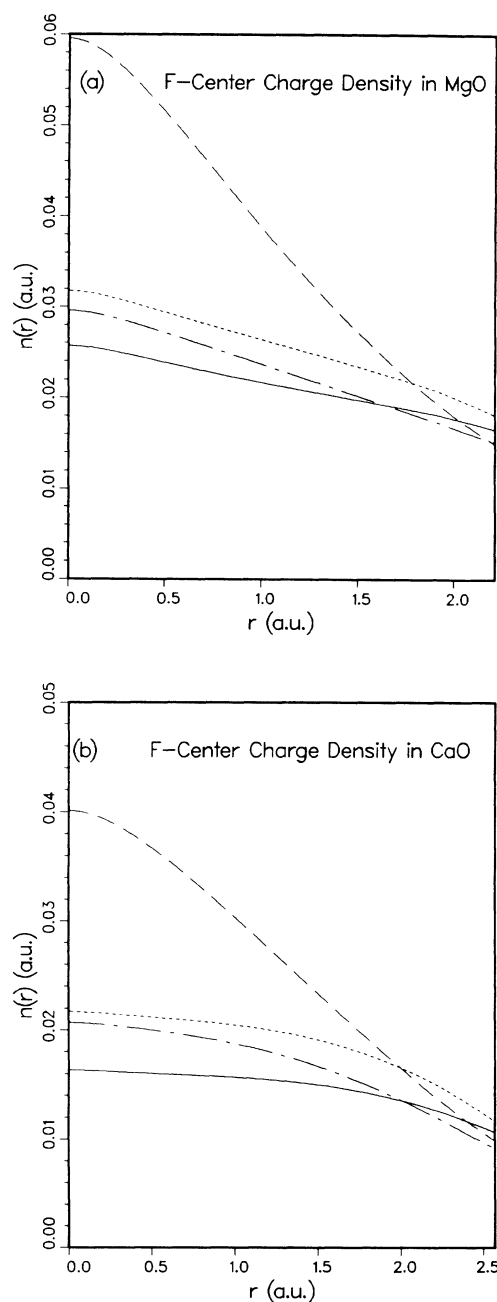 (a) F-Center Charge Density in MgO
0.06
0.05
0.04
0.03
0.02
0.01
0.00
n(r) (a.u.)
0.0 0.5 1.0 1.5 2.0
r (a.u.)
(b) F-Center Charge Density in CaO
0.05
0.04
0.03
0.02
0.01
0.00
n(r) (a.u.)
0.0 0.5 1.0 1.5 2.0 2.5
r (a.u.)